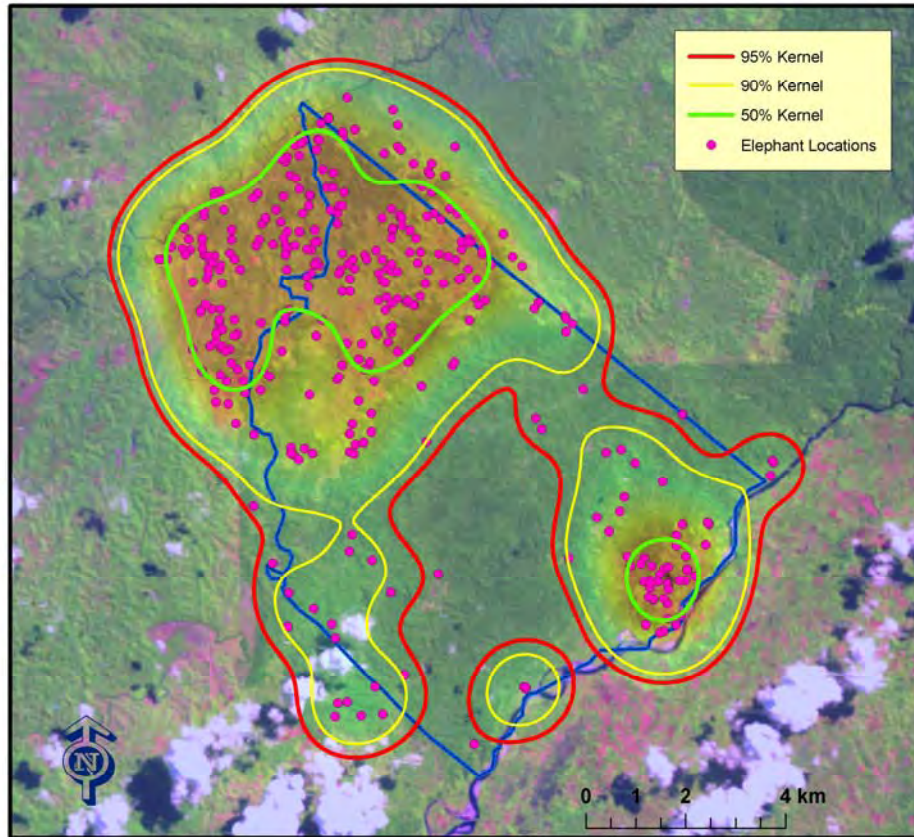 95% Kernel
90% Kernel
50% Kernel
Elephant Locations
N
0 1 2 4 km